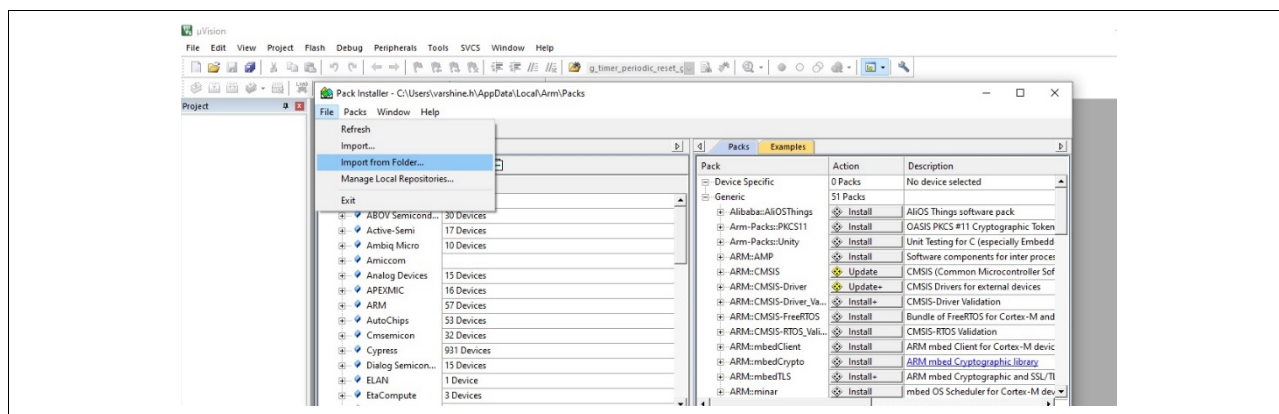 μVision
File Edit View Project Flash Debug Peripherals Tools SVCS Window Help
g_timer_periodic_reset_g
Pack Installer - C:\Users\varshine.h\AppData\Local\Arm\Packs
Project
File Packs Window Help
Refresh
Import...
Import from Folder...
Manage Local Repositories...
Exit
ABOV Semicond... 30 Devices
Active-Semi 17 Devices
Ambiq Micro 10 Devices
Amiccom
Analog Devices 15 Devices
APEXMIC 16 Devices
ARM 57 Devices
AutoChips 53 Devices
Cmsemicon 32 Devices
Cypress 931 Devices
Dialog Semicon... 15 Devices
ELAN 1 Device
EtaCompute 3 Devices
Packs Examples
Pack Action Description
Device Specific 0 Packs No device selected
Generic 51 Packs
Alibaba::AliOSThings Install AliOS Things software pack
Arm-Packs::PKCS11 Install OASIS PKCS #11 Cryptographic Token
Arm-Packs::Unity Install Unit Testing for C (especially Embedd
ARM::AMP Install Software components for inter proces
ARM::CMSIS Update CMSIS (Common Microcontroller Sof
ARM::CMSIS-Driver Update+ CMSIS Drivers for external devices
ARM::CMSIS-Driver_Va... Install+ CMSIS-Driver Validation
ARM::CMSIS-FreeRTOS Install Bundle of FreeRTOS for Cortex-M and
ARM::CMSIS-RTOS_Vali... Install CMSIS-RTOS Validation
ARM::mbedClient Install ARM mbed Client for Cortex-M devic
ARM::mbedCrypto Install ARM mbed Cryptographic library
ARM::mbedTLS Install+ ARM mbed Cryptographic and SSL/TL
ARM::minar Install mbed OS Scheduler for Cortex-M dev